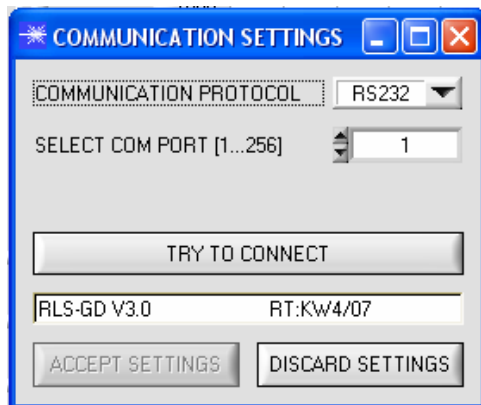 COMMUNICATION SETTINGS
COMMUNICATION PROTOCOL RS232
SELECT COM PORT [1...256] 1
TRY TO CONNECT
RLS-GD V3.0 RT:KW4/07
ACCEPT SETTINGS DISCARD SETTINGS